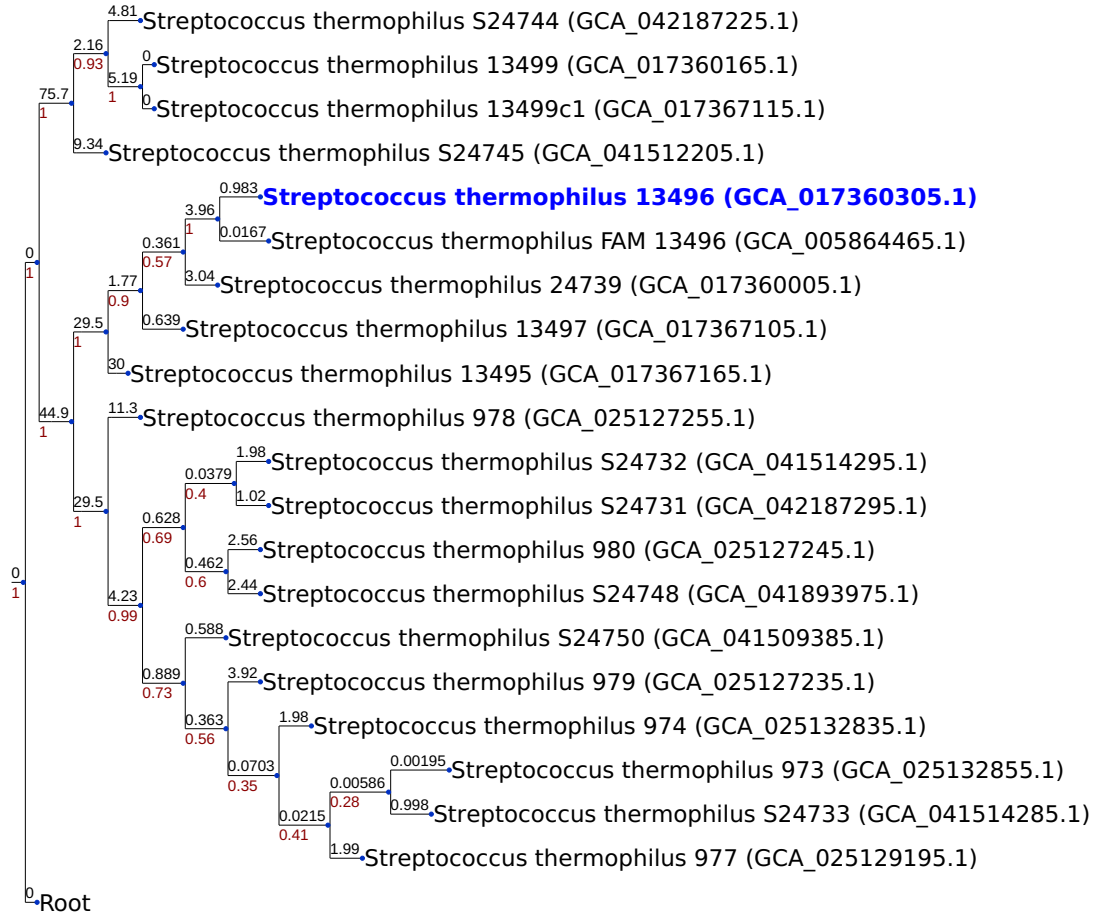 4.81 Streptococcus thermophilus S24744 (GCA_042187225.1)
2.16
0.93
0 Streptococcus thermophilus 13499 (GCA_017360165.1)
5.19
1
75.7
1
0 Streptococcus thermophilus 13499c1 (GCA_017367115.1)
9.34 Streptococcus thermophilus S24745 (GCA_041512205.1)
0.983 Streptococcus thermophilus 13496 (GCA_017360305.1)
3.96
1
0.0167 Streptococcus thermophilus FAM 13496 (GCA_005864465.1)
0.361
0.57
0
1
3.04 Streptococcus thermophilus 24739 (GCA_017360005.1)
1.77
0.9
0.639 Streptococcus thermophilus 13497 (GCA_017367105.1)
29.5
1
30 Streptococcus thermophilus 13495 (GCA_017367165.1)
44.9
1
11.3 Streptococcus thermophilus 978 (GCA_025127255.1)
1.98 Streptococcus thermophilus S24732 (GCA_041514295.1)
0.0379
0.4
1.02 Streptococcus thermophilus S24731 (GCA_042187295.1)
29.5
1
0.628
0.69
2.56 Streptococcus thermophilus 980 (GCA_025127245.1)
0.462
0.6
0
1
2.44 Streptococcus thermophilus S24748 (GCA_041893975.1)
4.23
0.99
0.588 Streptococcus thermophilus S24750 (GCA_041509385.1)
0.889
0.73
3.92 Streptococcus thermophilus 979 (GCA_025127235.1)
0.363
0.56
1.98 Streptococcus thermophilus 974 (GCA_025132835.1)
0.0703
0.35
0.00195 Streptococcus thermophilus 973 (GCA_025132855.1)
0.00586
0.28
0.998 Streptococcus thermophilus S24733 (GCA_041514285.1)
0.0215
0.41
1.99 Streptococcus thermophilus 977 (GCA_025129195.1)
0 Root